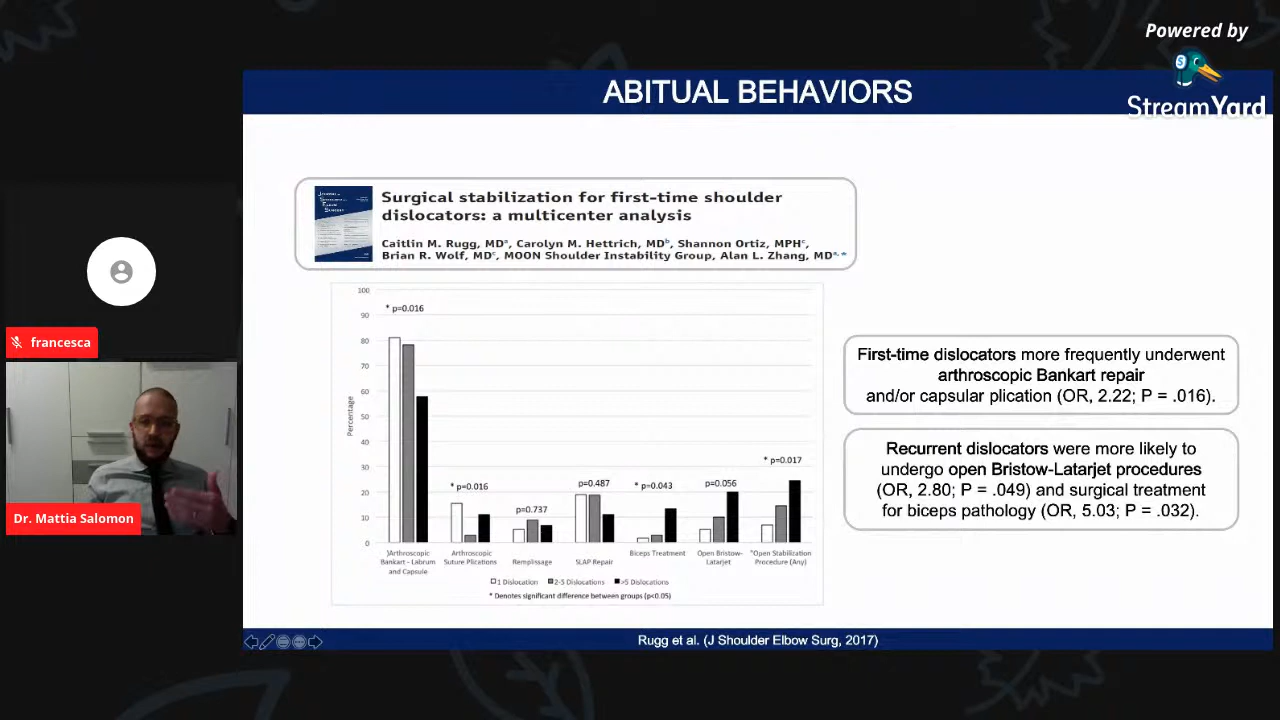 Powered by
StreamYard
ABITUAL BEHAVIORS
Surgical stabilization for first-time shoulder
dislocators: a multicenter analysis
Caitlin M. Rugg, MDᵃ, Carolyn M. Hettrich, MDᵇ, Shannon Ortiz, MPHᶜ,
Brian R. Wolf, MDᶜ, MOON Shoulder Instability Group, Alan L. Zhang, MDᵃ,*
100
90
80
70
60
50
40
30
20
10
0
Percentage
* p=0.016
* p=0.016
p=0.737
p=0.487
* p=0.043
p=0.056
* p=0.017
Arthroscopic
Bankart - Labrum
and Capsule
Arthroscopic
Suture Plications
Remplissage
SLAP Repair
Biceps Treatment
Open Bristow-
Latarjet
*Open Stabilization
Procedure (Any)
1 Dislocation
2-5 Dislocations
>5 Dislocations
* Denotes significant difference between groups (p<0.05)
First-time dislocators more frequently underwent
arthroscopic Bankart repair
and/or capsular plication (OR, 2.22; P = .016).
Recurrent dislocators were more likely to
undergo open Bristow-Latarjet procedures
(OR, 2.80; P = .049) and surgical treatment
for biceps pathology (OR, 5.03; P = .032).
francesca
Dr. Mattia Salomon
Rugg et al. (J Shoulder Elbow Surg, 2017)